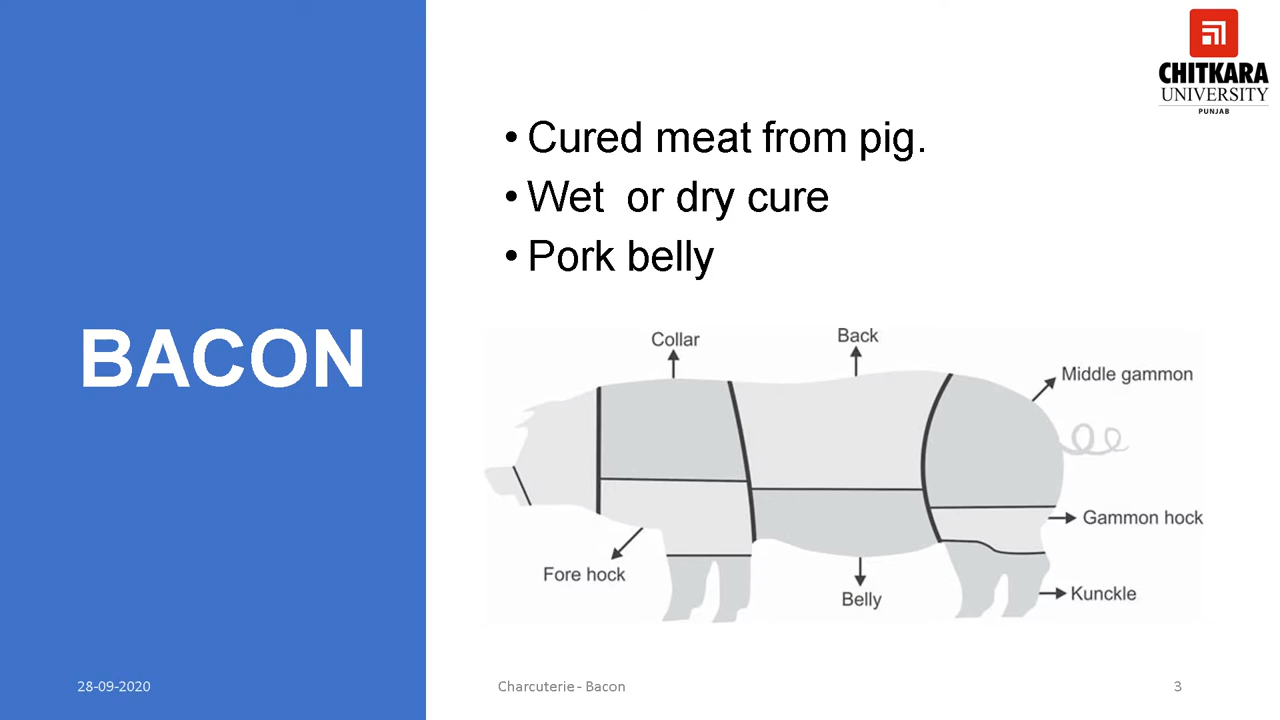 CHITKARA
UNIVERSITY
PUNJAB
• Cured meat from pig.
• Wet or dry cure
• Pork belly
BACON
Collar
Back
Middle gammon
Gammon hock
Fore hock
Belly
Kunckle
28-09-2020
Charcuterie - Bacon
3